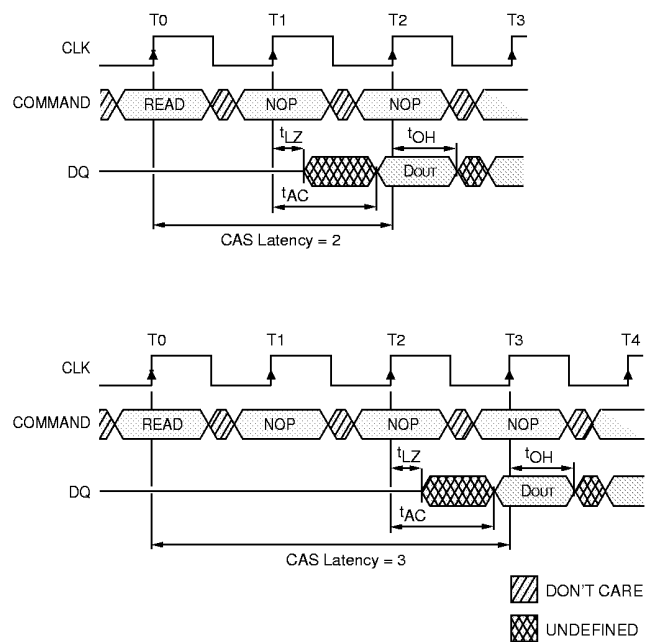 T0 T1 T2 T3
CLK
COMMAND READ NOP NOP
tLZ tOH
DQ DOUT
tAC
CAS Latency = 2
T0 T1 T2 T3 T4
CLK
COMMAND READ NOP NOP NOP
tLZ tOH
DQ DOUT
tAC
CAS Latency = 3
DON'T CARE
UNDEFINED